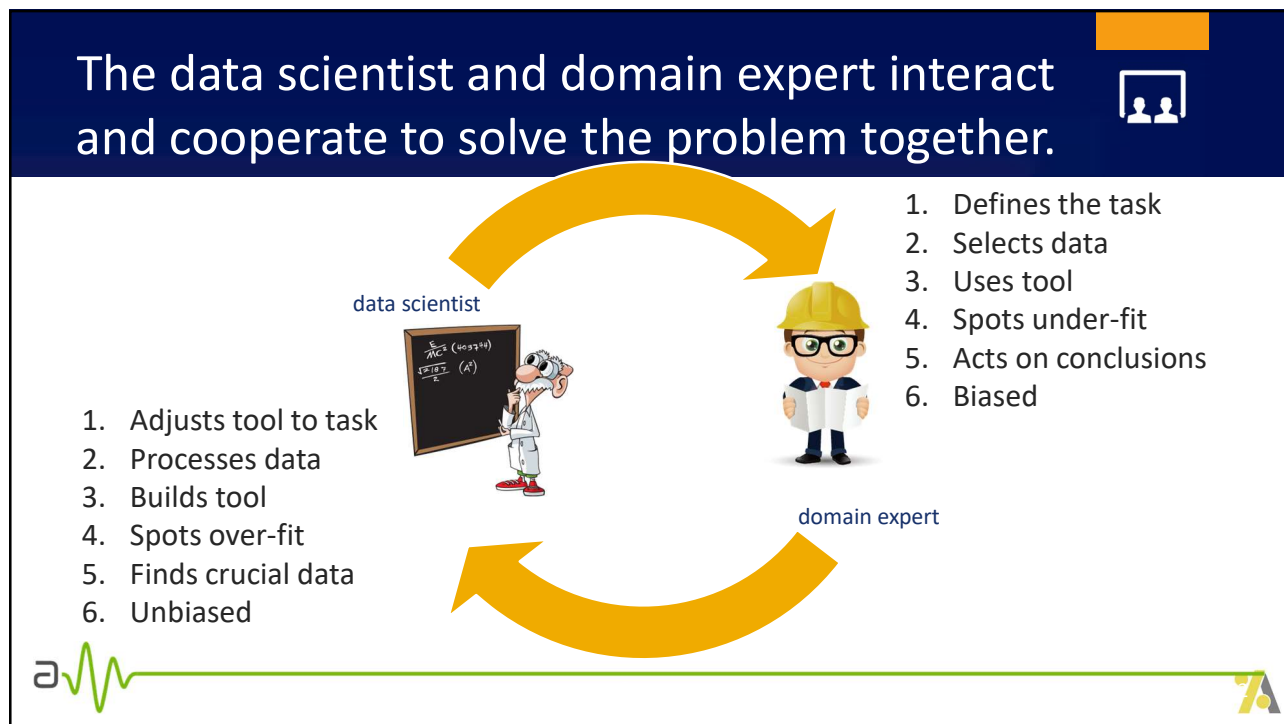 The data scientist and domain expert interact
and cooperate to solve the problem together.
data scientist
1. Adjusts tool to task
2. Processes data
3. Builds tool
4. Spots over-fit
5. Finds crucial data
6. Unbiased
1. Defines the task
2. Selects data
3. Uses tool
4. Spots under-fit
5. Acts on conclusions
6. Biased
domain expert